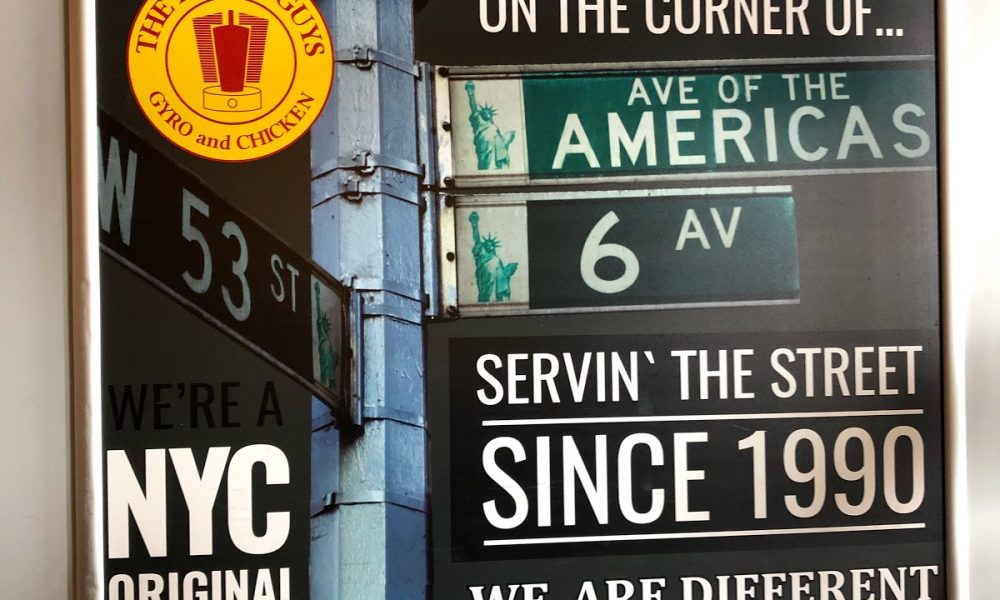 THE
GUYS
GYRO and CHICKEN
ON THE CORNER OF...
AVE OF THE
AMERICAS
6 AV
W 53 ST
SERVIN` THE STREET
SINCE 1990
WE'RE A
NYC
ORIGINAL
WE ARE DIFFERENT